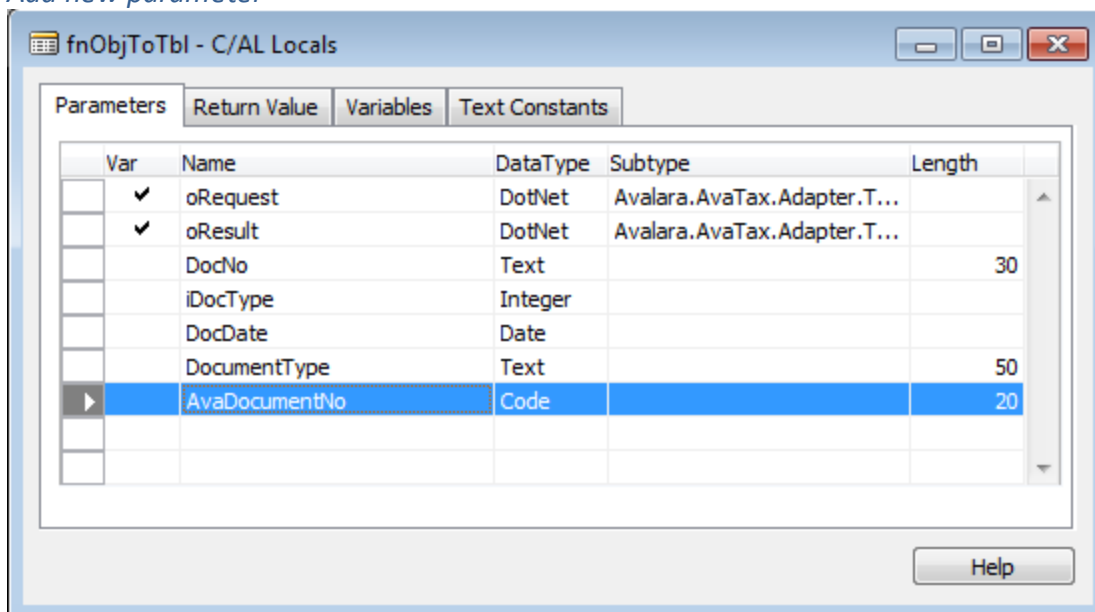 Add new parameter
fnObjToTbl - C/AL Locals
Parameters Return Value Variables Text Constants
Var Name DataType Subtype Length
oRequest DotNet Avalara.AvaTax.Adapter.T...
oResult DotNet Avalara.AvaTax.Adapter.T...
DocNo Text 30
iDocType Integer
DocDate Date
DocumentType Text 50
AvaDocumentNo Code 20
Help